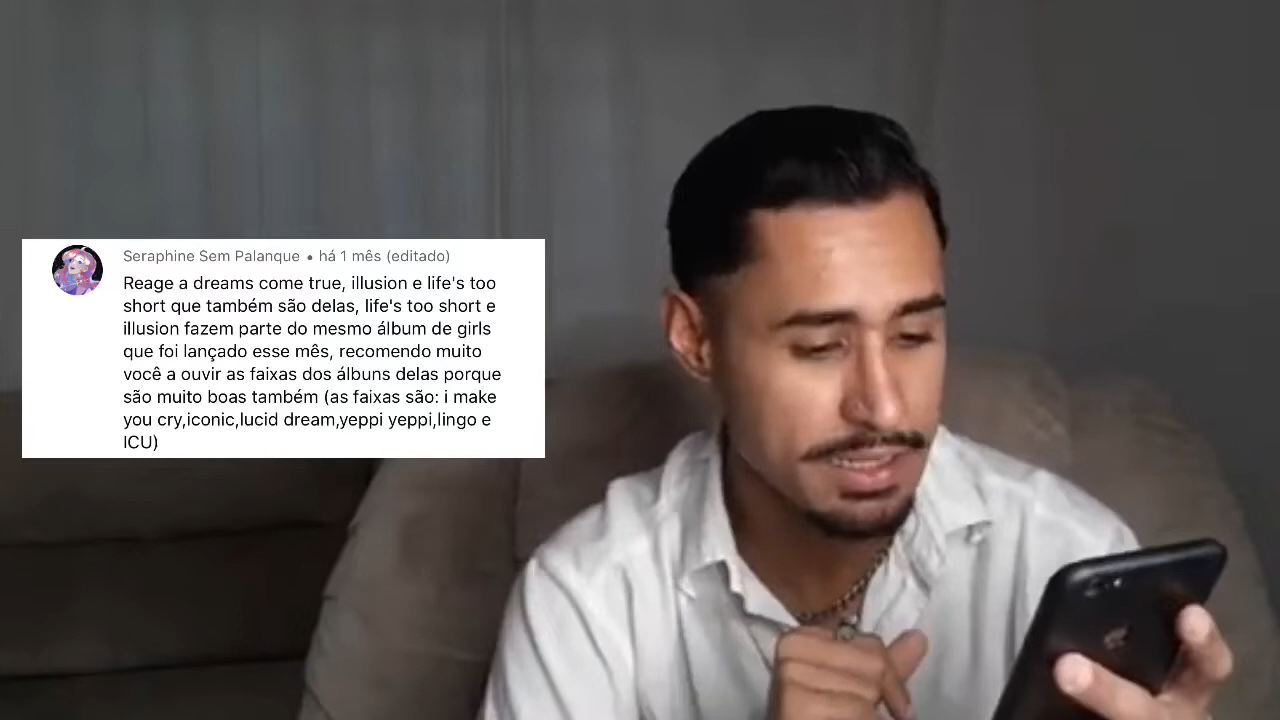 Seraphine Sem Palanque • há 1 mês (editado)
Reage a dreams come true, illusion e life's too
short que também são delas, life's too short e
illusion fazem parte do mesmo álbum de girls
que foi lançado esse mês, recomendo muito
você a ouvir as faixas dos álbuns delas porque
são muito boas também (as faixas são: i make
you cry,iconic,lucid dream,yeppi yeppi,lingo e
ICU)